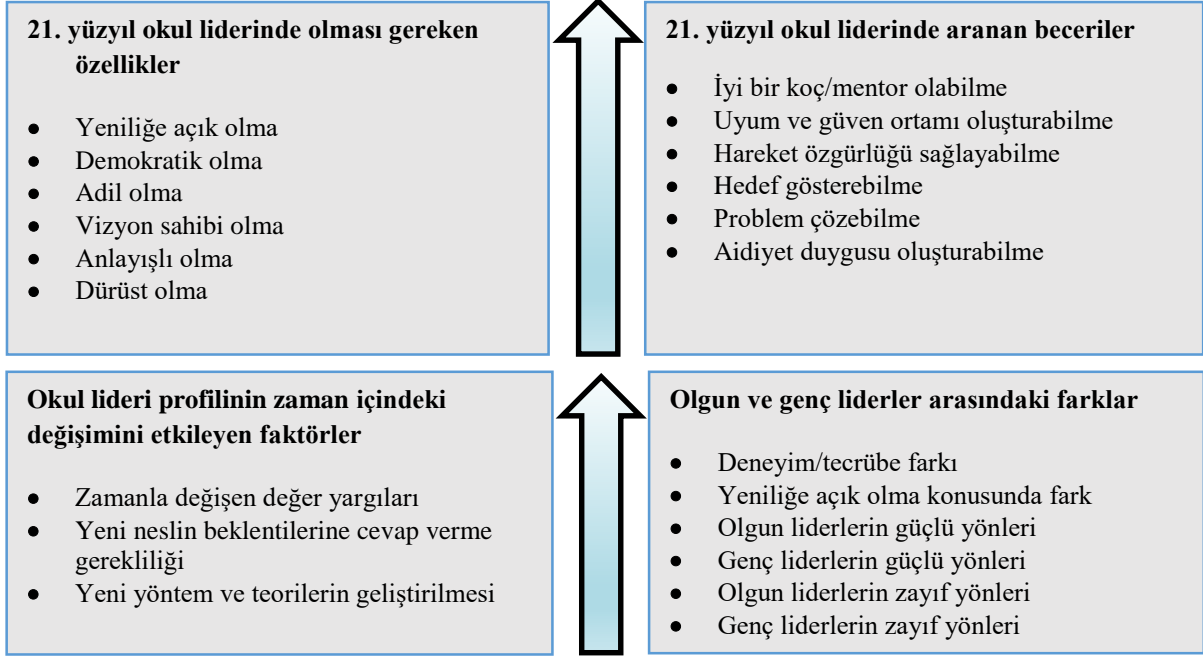 21. yüzyıl okul liderinde olması gereken
özellikler
• Yeniliğe açık olma
• Demokratik olma
• Adil olma
• Vizyon sahibi olma
• Anlayışlı olma
• Dürüst olma
21. yüzyıl okul liderinde aranan beceriler
• İyi bir koç/mentor olabilme
• Uyum ve güven ortamı oluşturabilme
• Hareket özgürlüğü sağlayabilme
• Hedef gösterebilme
• Problem çözebilme
• Aidiyet duygusu oluşturabilme
Okul lideri profilinin zaman içindeki
değişimini etkileyen faktörler
• Zamanla değişen değer yargıları
• Yeni neslin beklentilerine cevap verme
gerekliliği
• Yeni yöntem ve teorilerin geliştirilmesi
Olgun ve genç liderler arasındaki farklar
• Deneyim/tecrübe farkı
• Yeniliğe açık olma konusunda fark
• Olgun liderlerin güçlü yönleri
• Genç liderlerin güçlü yönleri
• Olgun liderlerin zayıf yönleri
• Genç liderlerin zayıf yönleri